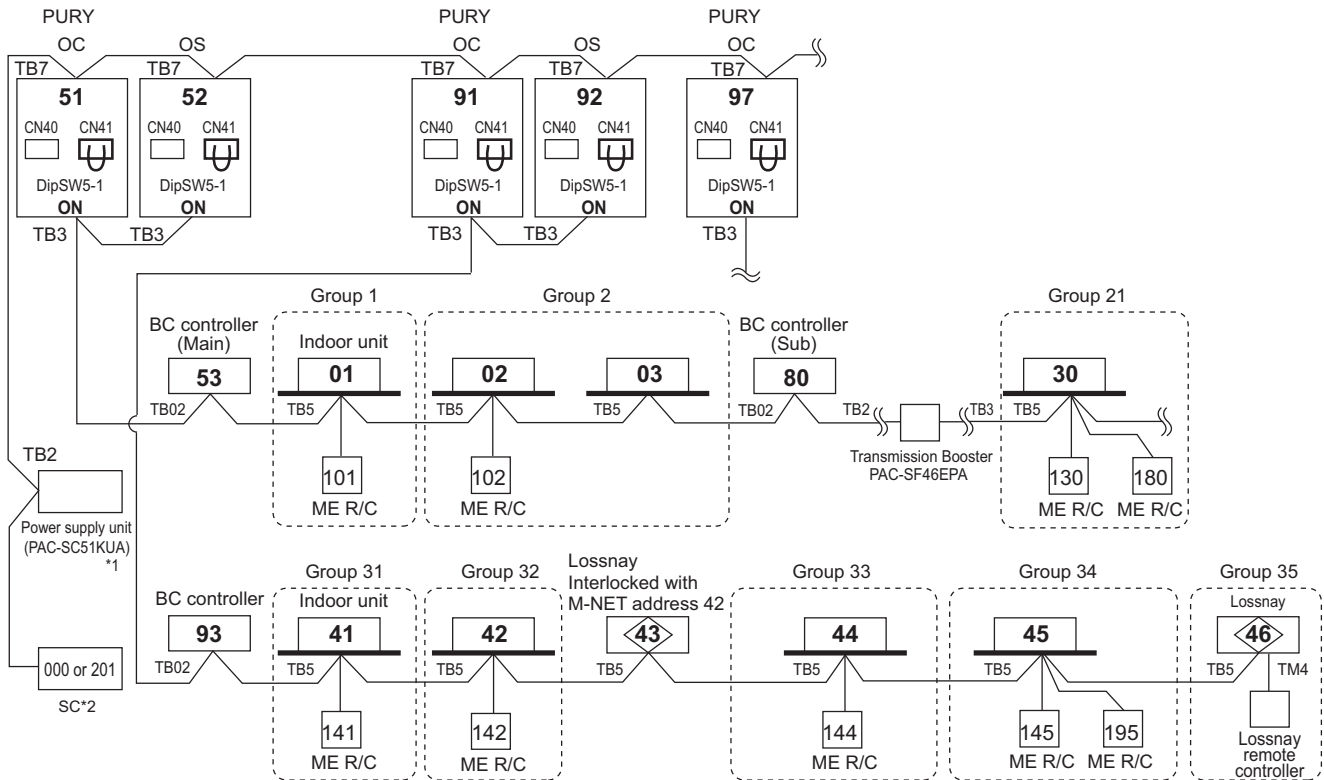 PURY
PURY
PURY
OC
OS
OC
OS
OC
TB7
TB7
TB7
TB7
TB7
51
52
91
92
97
CN40 CN41
CN40 CN41
CN40 CN41
CN40 CN41
CN40 CN41
DipSW5-1
DipSW5-1
DipSW5-1
DipSW5-1
DipSW5-1
ON
ON
ON
ON
ON
TB3
TB3
TB3
TB3
TB3
Group 1
Group 2
Group 21
BC controller
(Main)
Indoor unit
BC controller
(Sub)
53
01
02
03
80
30
TB02
TB5
TB5
TB5
TB02
TB2
TB3
TB5
Transmission Booster
PAC-SF46EPA
101
102
130
180
ME R/C
ME R/C
ME R/C
ME R/C
TB2
Power supply unit
(PAC-SC51KUA)
*1
000 or 201
SC*2
Group 31
Group 32
Lossnay
Interlocked with
M-NET address 42
Group 33
Group 34
Group 35
BC controller
Indoor unit
Lossnay
93
41
42
43
44
45
46
TB02
TB5
TB5
TB5
TB5
TB5
TB5
TM4
141
142
144
145
195
ME R/C
ME R/C
ME R/C
ME R/C
ME R/C
Lossnay
remote
controller